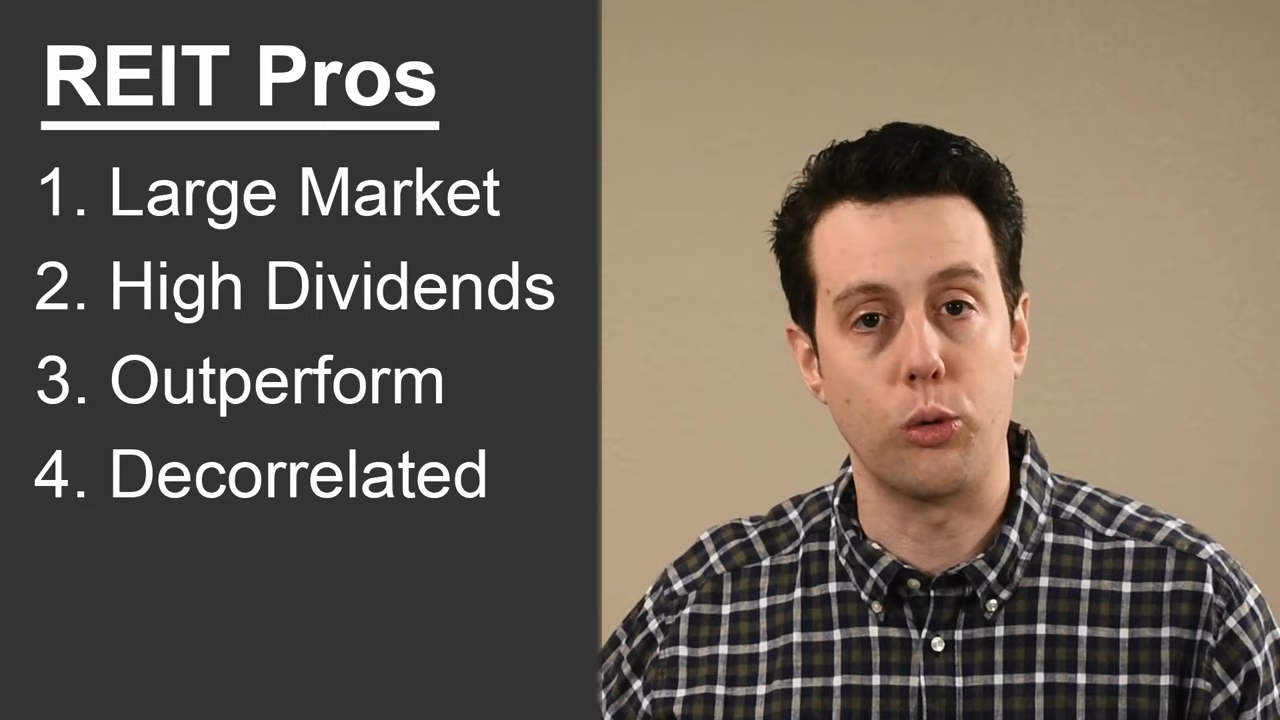 REIT Pros
1. Large Market
2. High Dividends
3. Outperform
4. Decorrelated